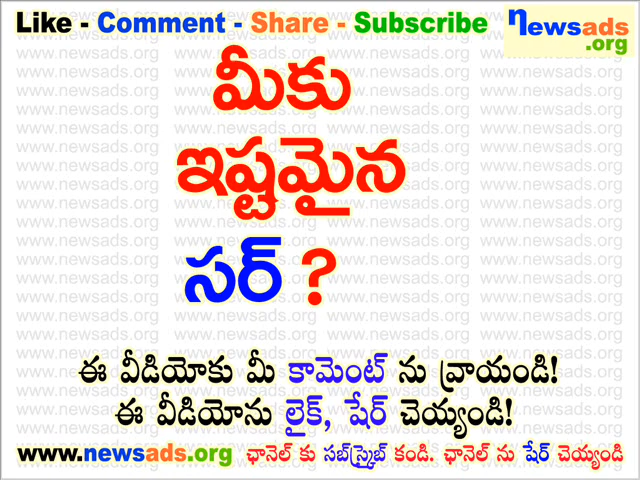 Like - Comment - Share - Subscribe
newsads
.org
మీకు
ఇష్టమైన
సర్ ?
ఈ వీడియోకు మీ కామెంట్ ను వ్రాయండి!
ఈ వీడియోను లైక్, షేర్ చెయ్యండి!
www.newsads.org ఛానెల్ కు సబ్‌స్క్రైబ్ కండి. ఛానెల్ ను షేర్ చెయ్యండి